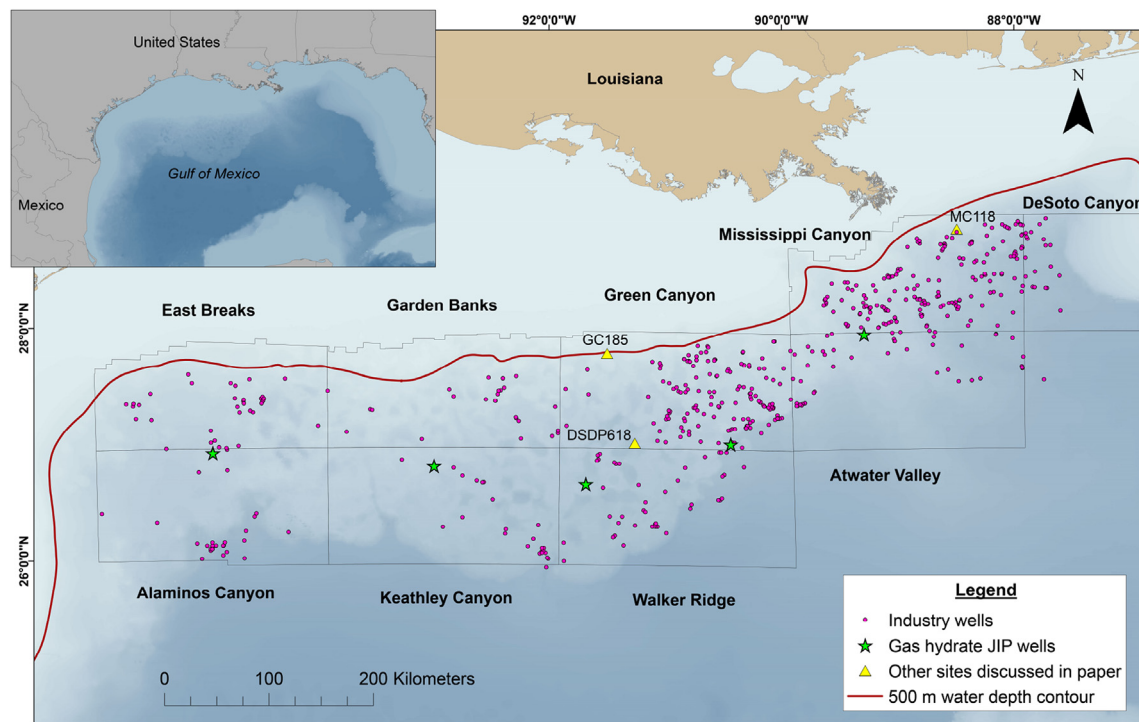 92°0'0"W
90°0'0"W
88°0'0"W
United States
Gulf of Mexico
Mexico
Louisiana
N
DeSoto Canyon
MC118
Mississippi Canyon
East Breaks
Garden Banks
Green Canyon
28°0'0"N
GC185
DSDP618
Atwater Valley
26°0'0"N
Alaminos Canyon
Keathley Canyon
Walker Ridge
0 100 200 Kilometers
Legend
Industry wells
Gas hydrate JIP wells
Other sites discussed in paper
500 m water depth contour